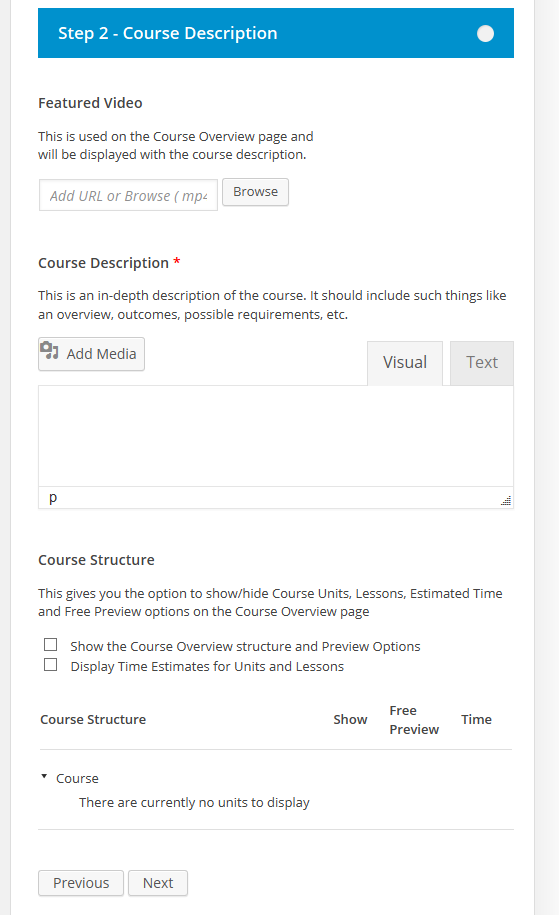 Step 2 - Course Description
Featured Video
This is used on the Course Overview page and
will be displayed with the course description.
Add URL or Browse ( mp4
Browse
Course Description *
This is an in-depth description of the course. It should include such things like
an overview, outcomes, possible requirements, etc.
Add Media
Visual
Text
p
Course Structure
This gives you the option to show/hide Course Units, Lessons, Estimated Time
and Free Preview options on the Course Overview page
Show the Course Overview structure and Preview Options
Display Time Estimates for Units and Lessons
Course Structure
Show
Free
Preview
Time
Course
There are currently no units to display
Previous
Next